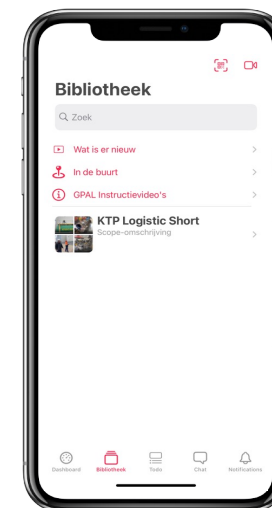 Bibliotheek
Zoek
Wat is er nieuw
In de buurt
GPAL Instructievideo's
KTP Logistic Short
Scope-omschrijving
Dashboard Bibliotheek Todo Chat Notifications